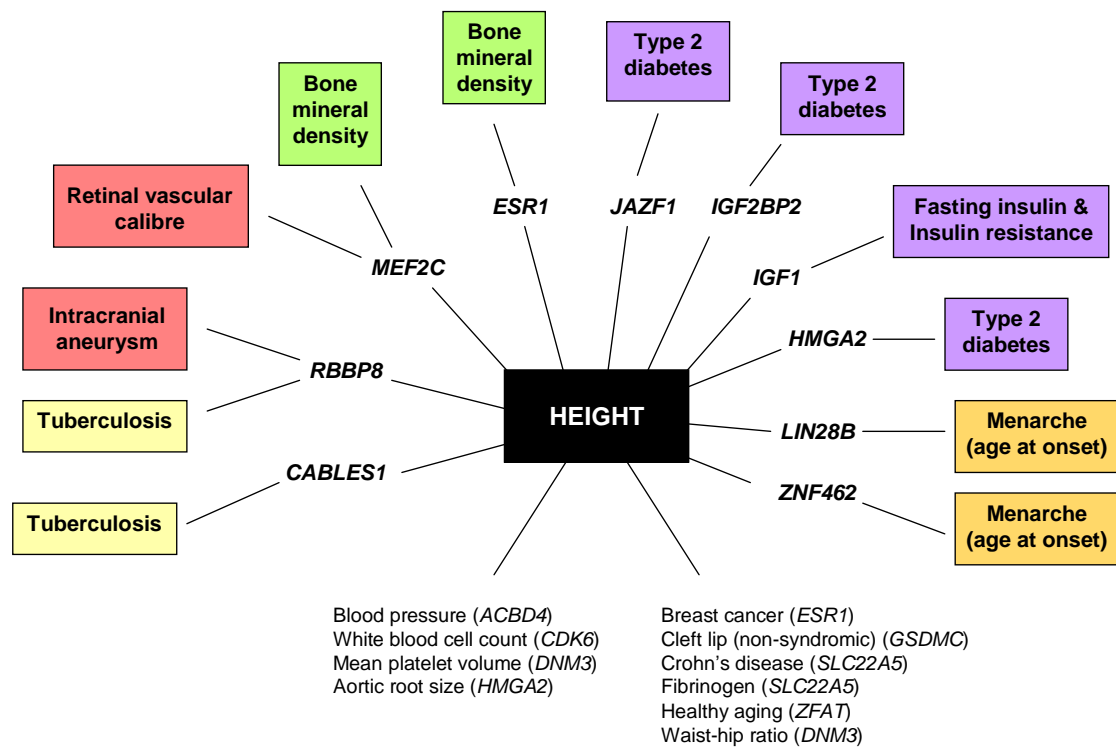 Bone
mineral
density
Type 2
diabetes
Bone
mineral
density
Type 2
diabetes
Retinal vascular
calibre
ESR1
JAZF1
IGF2BP2
Fasting insulin &
Insulin resistance
MEF2C
IGF1
Intracranial
aneurysm
HMGA2
Type 2
diabetes
RBBP8
HEIGHT
Tuberculosis
LIN28B
Menarche
(age at onset)
CABLES1
ZNF462
Tuberculosis
Menarche
(age at onset)
Blood pressure (ACBD4)
White blood cell count (CDK6)
Mean platelet volume (DNM3)
Aortic root size (HMGA2)
Breast cancer (ESR1)
Cleft lip (non-syndromic) (GSDMC)
Crohn's disease (SLC22A5)
Fibrinogen (SLC22A5)
Healthy aging (ZFAT)
Waist-hip ratio (DNM3)